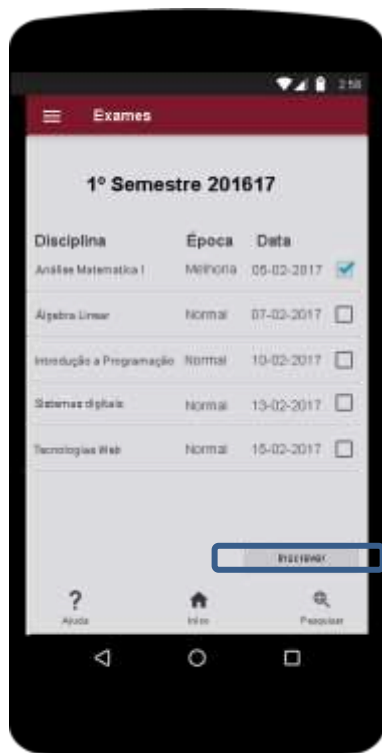 2:58
Exames
1º Semestre 201617
Disciplina Época Data
Análise Matematica I Melhoria 05-02-2017
Álgebra Linear Normal 07-02-2017
Introdução a Programação Normal 10-02-2017
Sistemas digitais Normal 13-02-2017
Tecnologias Web Normal 15-02-2017
Inscrever
?
Ajuda Início Pesquisar